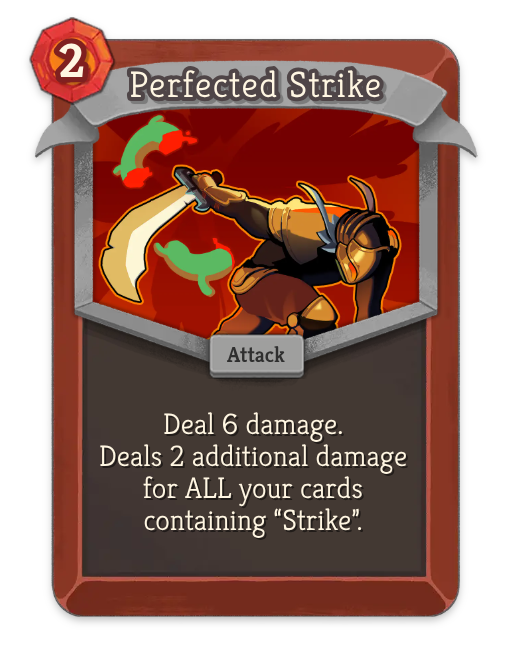 2
Perfected Strike
Attack
Deal 6 damage.
Deals 2 additional damage
for ALL your cards
containing “Strike”.